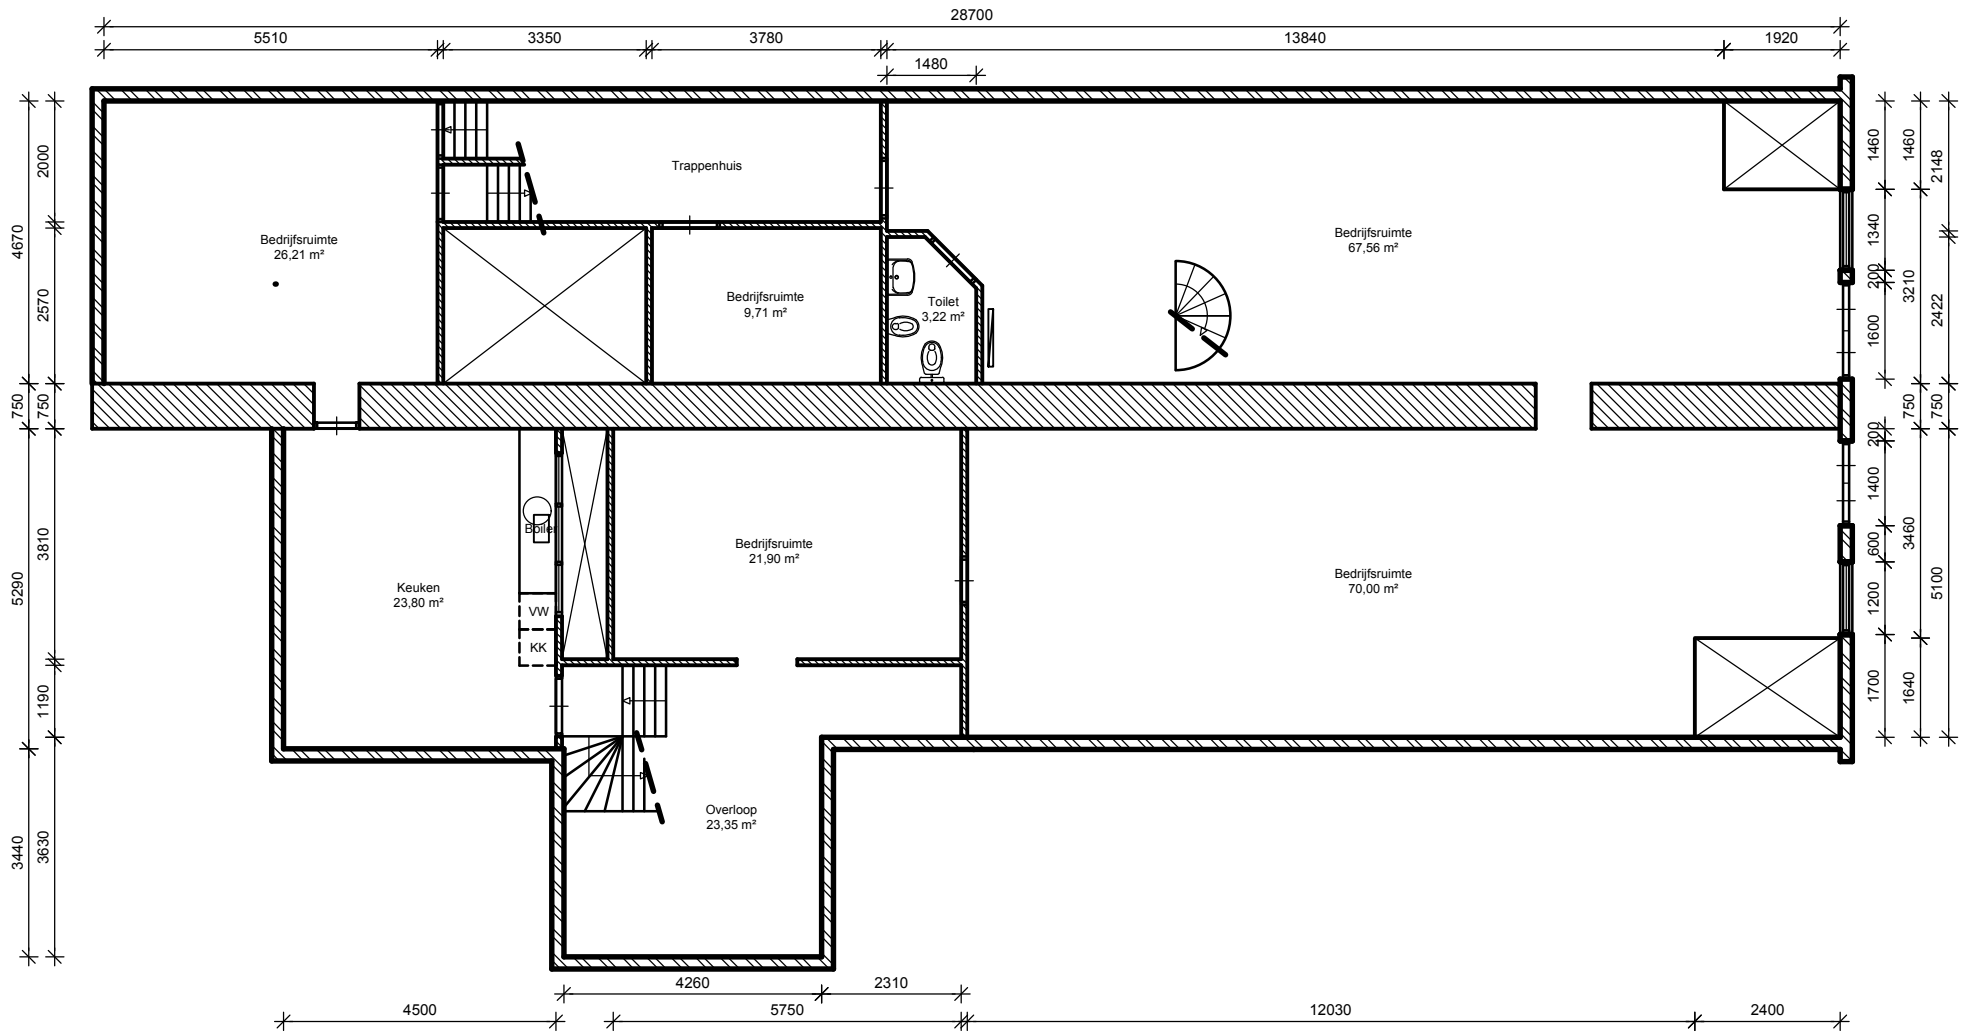 28700
5510
3350
3780
13840
1920
1480
2000
4670
2570
750
750
3810
5290
1190
3440
3630
1460
1460
2148
1340
200
3210
2422
1600
750
750
200
1400
3460
600
5100
1200
1700
1640
Trappenhuis
Bedrijfsruimte
26,21 m²
Bedrijfsruimte
67,56 m²
Bedrijfsruimte
9,71 m²
Toilet
3,22 m²
Boiler
Bedrijfsruimte
21,90 m²
Bedrijfsruimte
70,00 m²
Keuken
23,80 m²
VW
KK
Overloop
23,35 m²
4260
2310
4500
5750
12030
2400